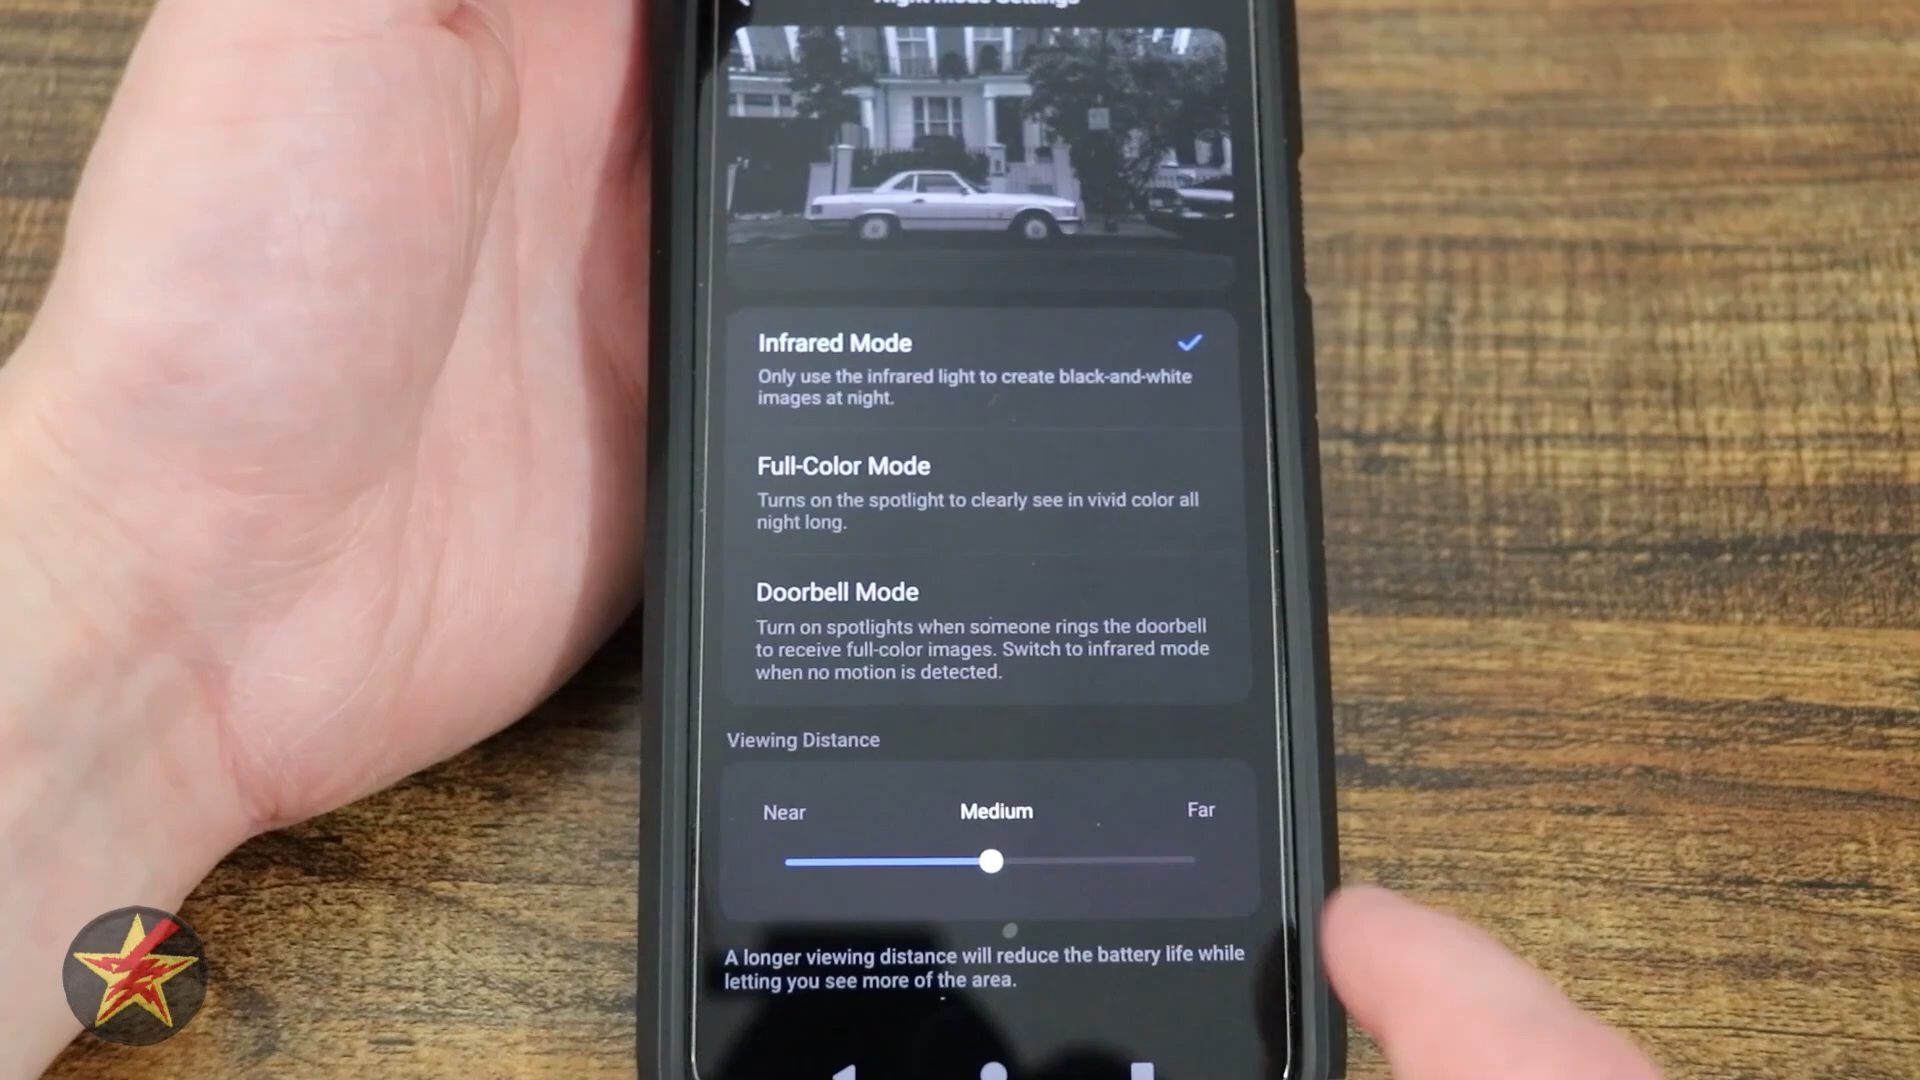 Night Mode Settings
Infrared Mode
Only use the infrared light to create black-and-white
images at night.
Full-Color Mode
Turns on the spotlight to clearly see in vivid color all
night long.
Doorbell Mode
Turn on spotlights when someone rings the doorbell
to receive full-color images. Switch to infrared mode
when no motion is detected.
Viewing Distance
Near Medium Far
A longer viewing distance will reduce the battery life while
letting you see more of the area.